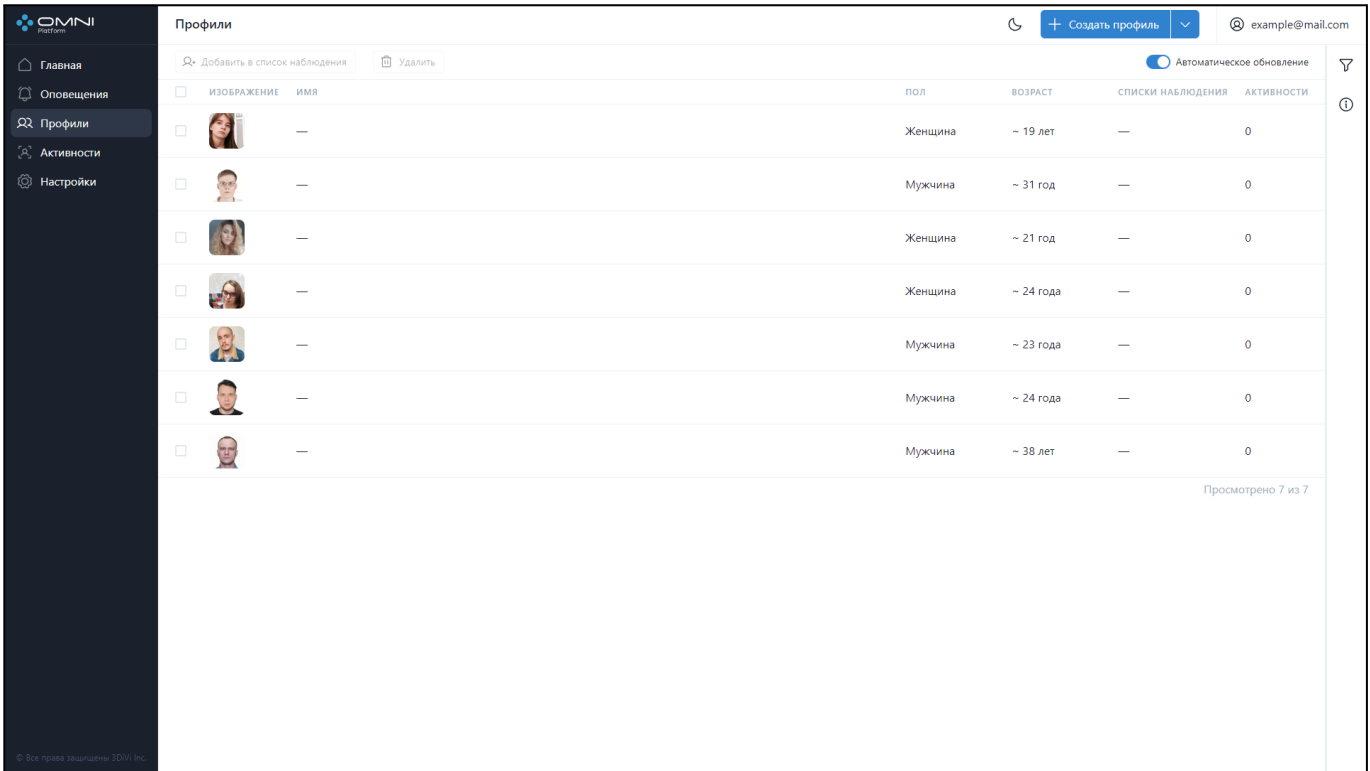 OMNI
Platform
Профили
Создать профиль
example@mail.com
Главная
Оповещения
Профили
Активности
Настройки
Добавить в список наблюдения
Удалить
Автоматическое обновление
ИЗОБРАЖЕНИЕ ИМЯ ПОЛ ВОЗРАСТ СПИСКИ НАБЛЮДЕНИЯ АКТИВНОСТИ
— Женщина ~ 19 лет — 0
— Мужчина ~ 31 год — 0
— Женщина ~ 21 год — 0
— Женщина ~ 24 года — 0
— Мужчина ~ 23 года — 0
— Мужчина ~ 24 года — 0
— Мужчина ~ 38 лет — 0
Просмотрено 7 из 7
© Все права защищены 3DiVi Inc.